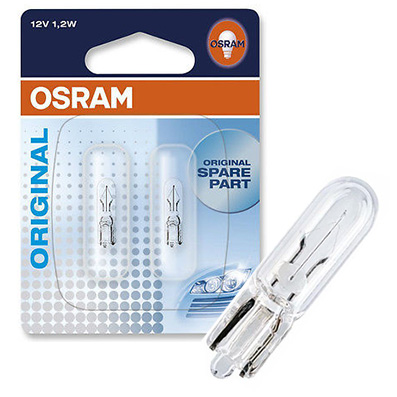 12V 1,2W
OSRAM
OSRAM
ORIGINAL
ORIGINAL
SPARE
PART